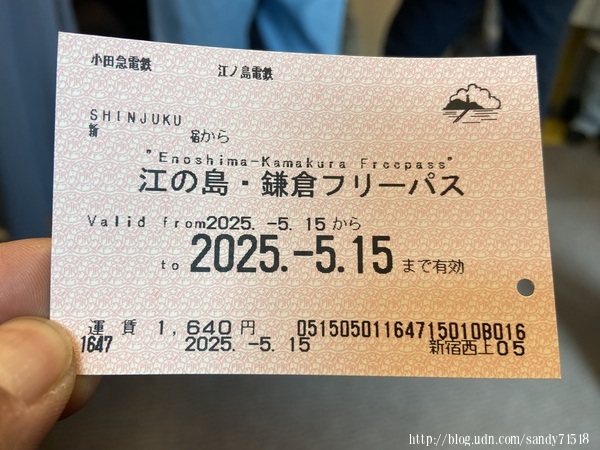 小田急電鉄 江ノ島電鉄
SHINJUKU
新 宿から
"Enoshima-Kamakura Freepass"
江の島・鎌倉フリーパス
Valid from2025. -5. 15 から
to 2025.-5.15 まで有効
運 賃 1,640円 05150501164715010B016
1647 2025. -5. 15 新宿西上05
http://blog.udn.com/sandy71518